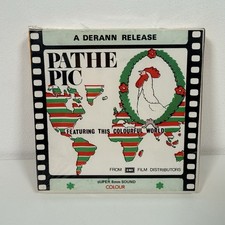 A DERANN RELEASE
PATHE
PIC
FEATURING THIS COLOURFUL WORLD
FROM EMI FILM DISTRIBUTORS
SUPER 8mm SOUND
COLOUR